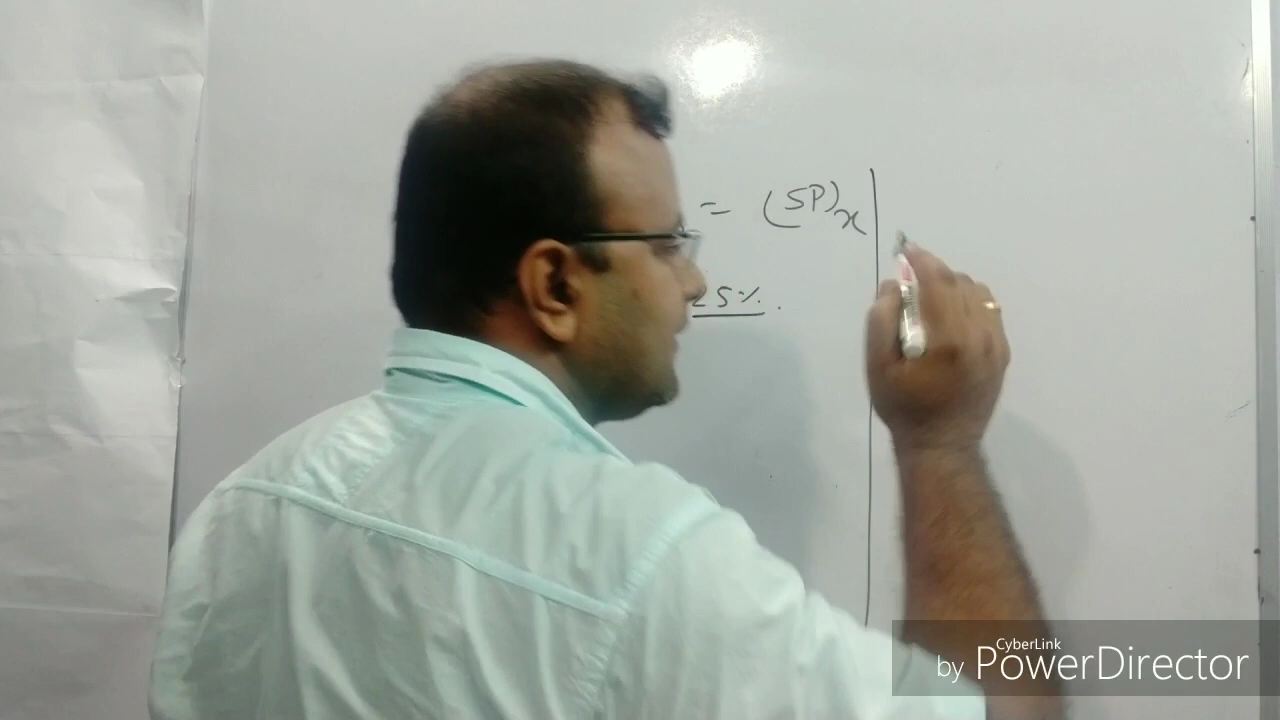 = (SP)x
25%.
CyberLink
by PowerDirector